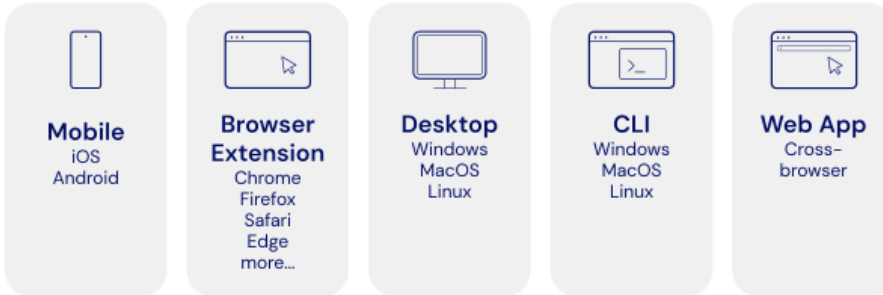 Mobile
iOS
Android
Browser
Extension
Chrome
Firefox
Safari
Edge
more...
Desktop
Windows
MacOS
Linux
>_
CLI
Windows
MacOS
Linux
Web App
Cross-
browser